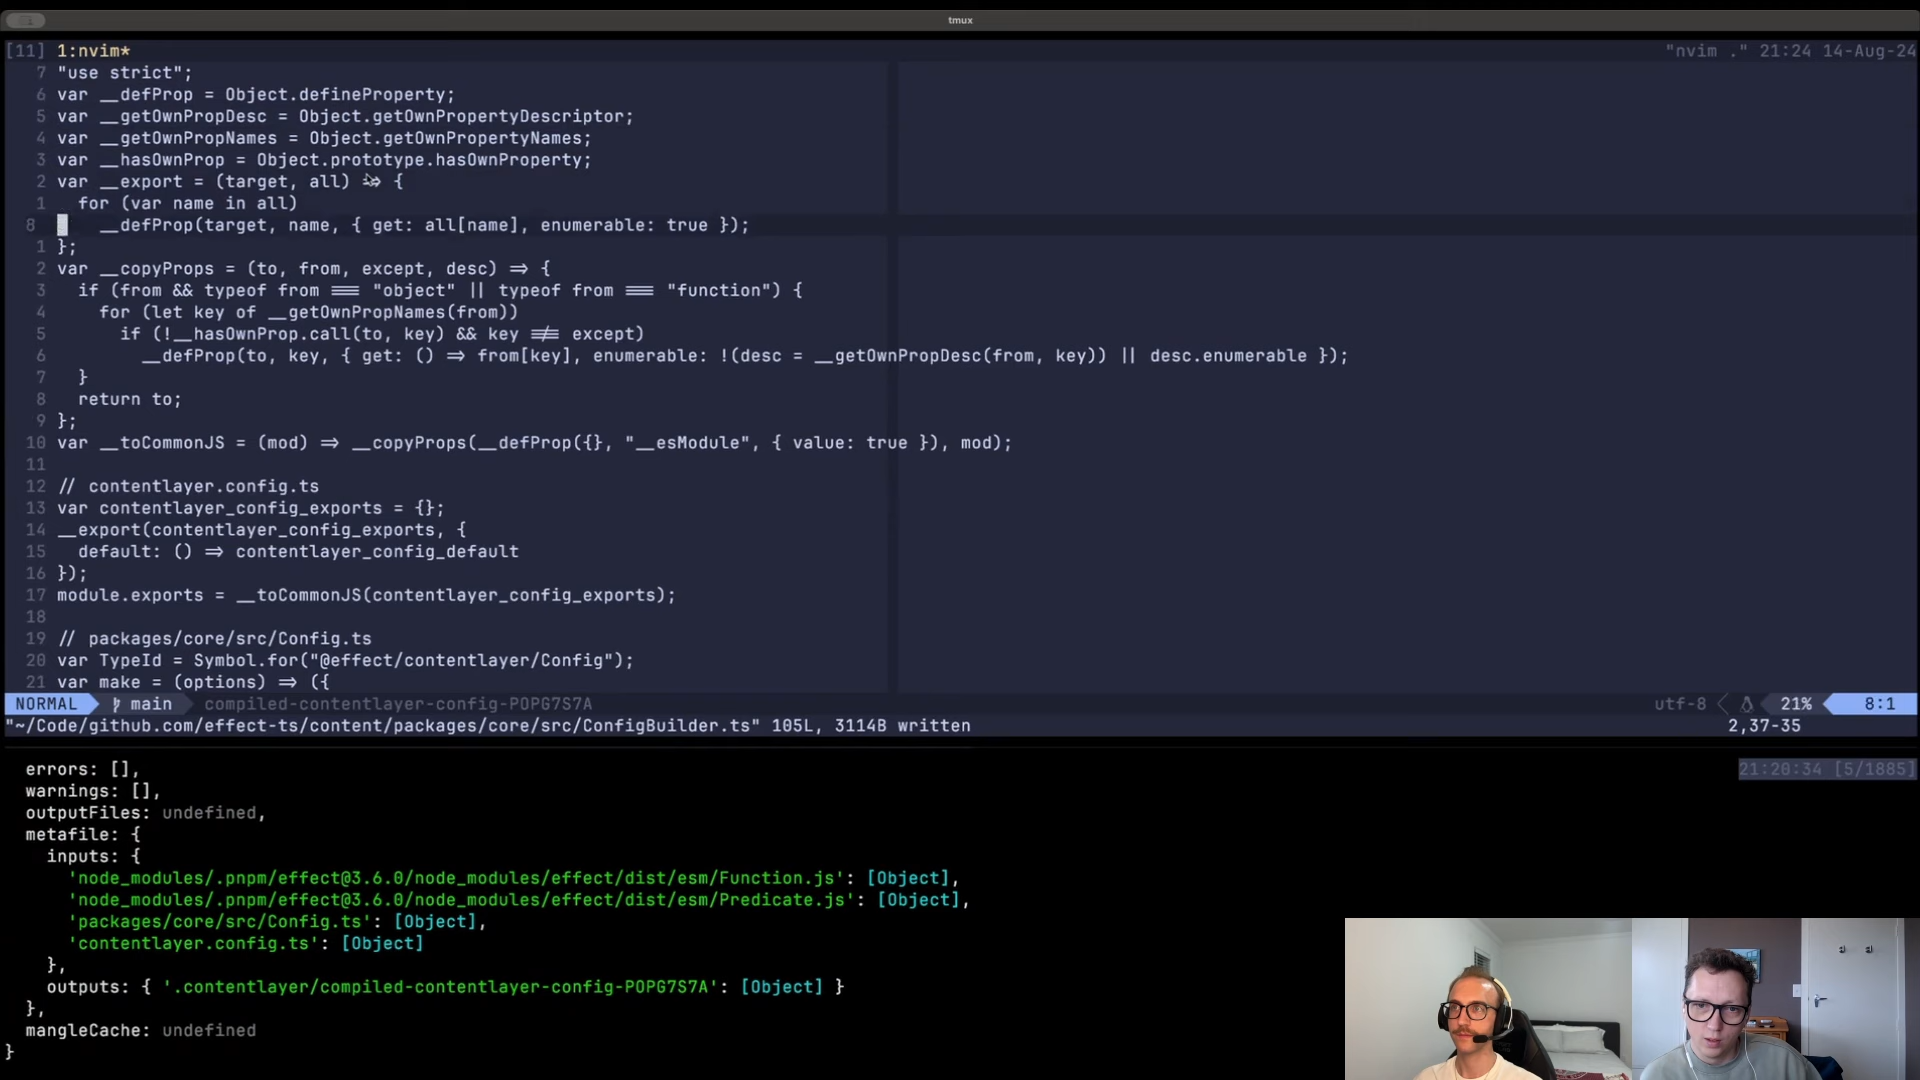 tmux
[11] 1:nvim* "nvim ." 21:24 14-Aug-24
7 "use strict";
6 var __defProp = Object.defineProperty;
5 var __getOwnPropDesc = Object.getOwnPropertyDescriptor;
4 var __getOwnPropNames = Object.getOwnPropertyNames;
3 var __hasOwnProp = Object.prototype.hasOwnProperty;
2 var __export = (target, all) => {
1 for (var name in all)
8 __defProp(target, name, { get: all[name], enumerable: true });
1 };
2 var __copyProps = (to, from, except, desc) => {
3 if (from && typeof from === "object" || typeof from === "function") {
4 for (let key of __getOwnPropNames(from))
5 if (!__hasOwnProp.call(to, key) && key !== except)
6 __defProp(to, key, { get: () => from[key], enumerable: !(desc = __getOwnPropDesc(from, key)) || desc.enumerable });
7 }
8 return to;
9 };
10 var __toCommonJS = (mod) => __copyProps(__defProp({}, "__esModule", { value: true }), mod);
11
12 // contentlayer.config.ts
13 var contentlayer_config_exports = {};
14 __export(contentlayer_config_exports, {
15 default: () => contentlayer_config_default
16 });
17 module.exports = __toCommonJS(contentlayer_config_exports);
18
19 // packages/core/src/Config.ts
20 var TypeId = Symbol.for("@effect/contentlayer/Config");
21 var make = (options) => ({
NORMAL main compiled-contentlayer-config-POPG7S7A utf-8 21% 8:1
"~/Code/github.com/effect-ts/content/packages/core/src/ConfigBuilder.ts" 105L, 3114B written 2,37-35
errors: [], 21:20:34 [5/1885]
warnings: [],
outputFiles: undefined,
metafile: {
inputs: {
'node_modules/.pnpm/effect@3.6.0/node_modules/effect/dist/esm/Function.js': [Object],
'node_modules/.pnpm/effect@3.6.0/node_modules/effect/dist/esm/Predicate.js': [Object],
'packages/core/src/Config.ts': [Object],
'contentlayer.config.ts': [Object]
},
outputs: { '.contentlayer/compiled-contentlayer-config-POPG7S7A': [Object] }
},
mangleCache: undefined
}